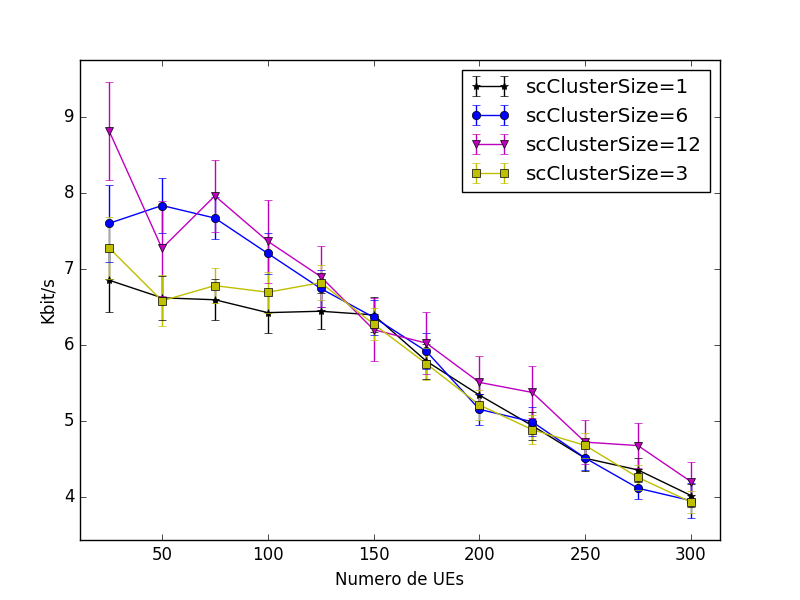 scClusterSize=1
scClusterSize=6
scClusterSize=12
scClusterSize=3
9
8
7
6
5
4
Kbit/s
50 100 150 200 250 300
Numero de UEs